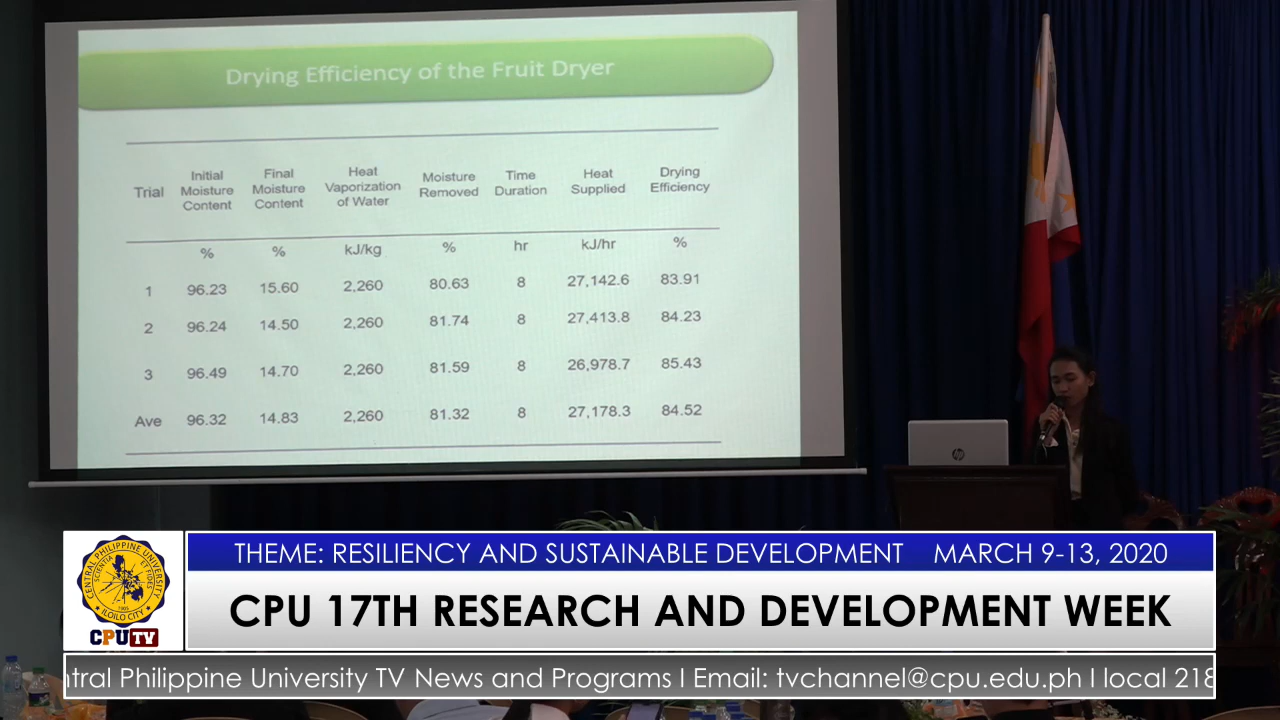 Drying Efficiency of the Fruit Dryer
Trial Initial Moisture Content Final Moisture Content Heat Vaporization of Water Moisture Removed Time Duration Heat Supplied Drying Efficiency
% % kJ/kg % hr kJ/hr %
1 96.23 15.60 2,260 80.63 8 27,142.6 83.91
2 96.24 14.50 2,260 81.74 8 27,413.8 84.23
3 96.49 14.70 2,260 81.59 8 26,978.7 85.43
Ave 96.32 14.83 2,260 81.32 8 27,178.3 84.52
hp
CENTRAL PHILIPPINE UNIVERSITY
SCIENTIA ET FIDES
1905
ILOILO CITY
CPUTV
THEME: RESILIENCY AND SUSTAINABLE DEVELOPMENT MARCH 9-13, 2020
CPU 17TH RESEARCH AND DEVELOPMENT WEEK
ntral Philippine University TV News and Programs I Email: tvchannel@cpu.edu.ph I local 218